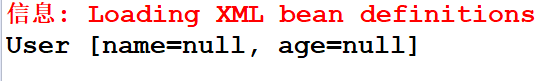 信息: Loading XML bean definitions
User [name=null, age=null]